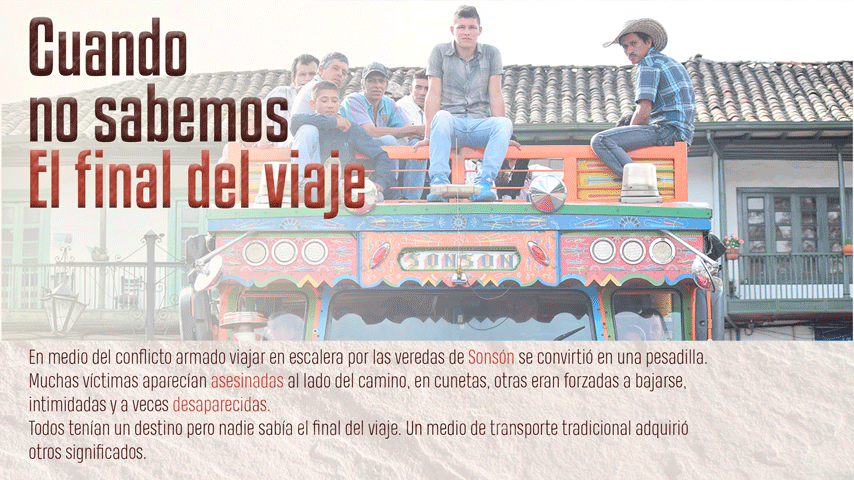 Cuando
no sabemos
El final del viaje
SONSON
En medio del conflicto armado viajar en escalera por las veredas de Sonsón se convirtió en una pesadilla.
Muchas víctimas aparecían asesinadas al lado del camino, en cunetas, otras eran forzadas a bajarse,
intimidadas y a veces desaparecidas.
Todos tenían un destino pero nadie sabía el final del viaje. Un medio de transporte tradicional adquirió
otros significados.